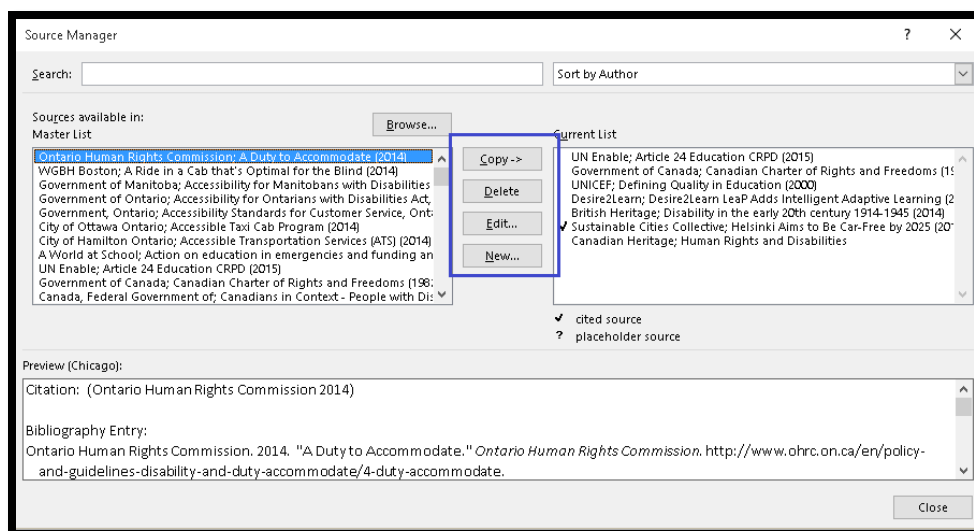 Source Manager
?
Search:
Sort by Author
Sources available in:
Master List
Browse...
Current List
Ontario Human Rights Commission; A Duty to Accommodate (2014)
WGBH Boston; A Ride in a Cab that's Optimal for the Blind (2014)
Government of Manitoba; Accessibility for Manitobans with Disabilities
Government of Ontario; Accessibility for Ontarians with Disabilities Act,
Government, Ontario; Accessibility Standards for Customer Service, Ont
City of Ottawa Ontario; Accessible Taxi Cab Program (2014)
City of Hamilton Ontario; Accessible Transportation Services (ATS) (2014)
A World at School; Action on education in emergencies and funding an
UN Enable; Article 24 Education CRPD (2015)
Government of Canada; Canadian Charter of Rights and Freedoms (198
Canada, Federal Government of; Canadians in Context - People with Dis
Copy ->
Delete
Edit...
New...
UN Enable; Article 24 Education CRPD (2015)
Government of Canada; Canadian Charter of Rights and Freedoms (19
UNICEF; Defining Quality in Education (2000)
Desire2Learn; Desire2Learn LeaP Adds Intelligent Adaptive Learning (2
British Heritage; Disability in the early 20th century 1914-1945 (2014)
✓ Sustainable Cities Collective; Helsinki Aims to Be Car-Free by 2025 (20
Canadian Heritage; Human Rights and Disabilities
✓ cited source
? placeholder source
Preview (Chicago):
Citation: (Ontario Human Rights Commission 2014)
Bibliography Entry:
Ontario Human Rights Commission. 2014. "A Duty to Accommodate." Ontario Human Rights Commission. http://www.ohrc.on.ca/en/policy-
and-guidelines-disability-and-duty-accommodate/4-duty-accommodate.
Close